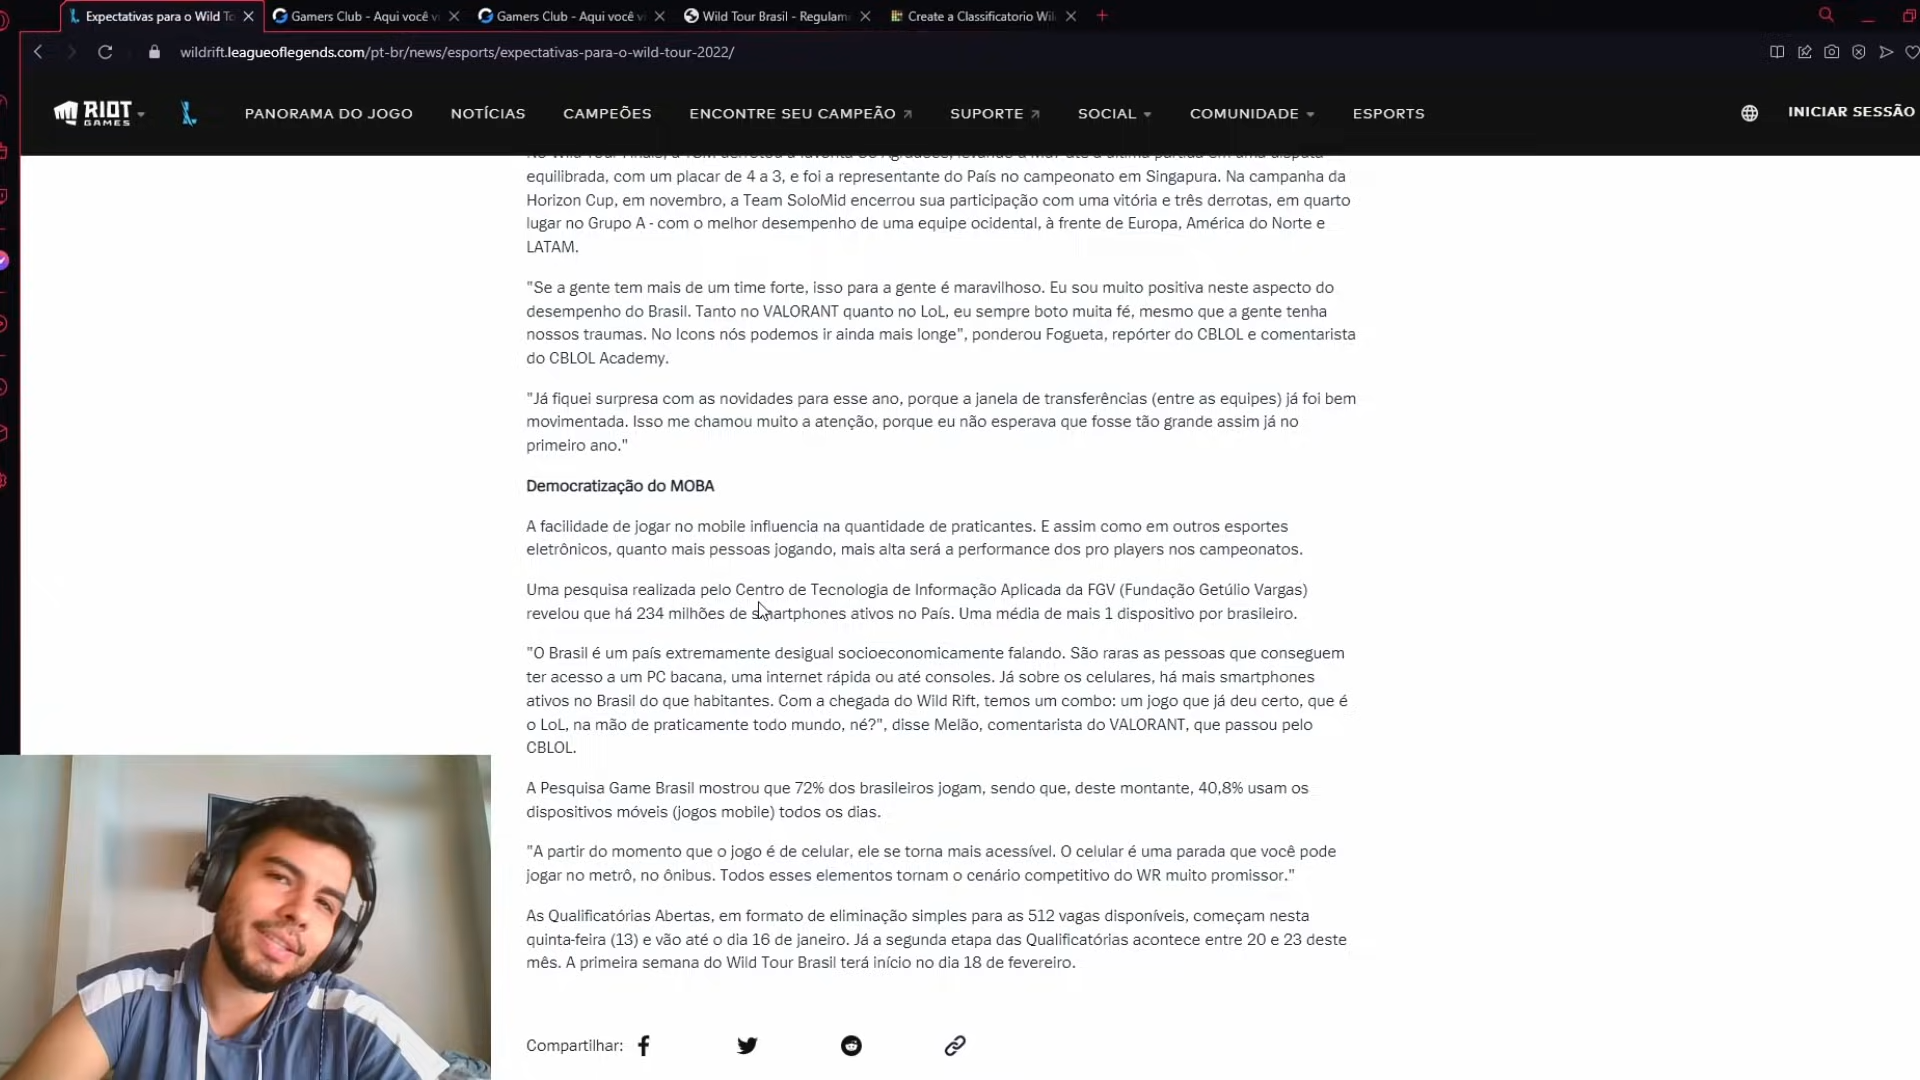 Expectativas para o Wild To
Gamers Club - Aqui você v
Gamers Club - Aqui você v
Wild Tour Brasil - Regulam
Create a Classificatorio Wil
wildrift.leagueoflegends.com/pt-br/news/esports/expectativas-para-o-wild-tour-2022/
RIOT GAMES
PANORAMA DO JOGO
NOTÍCIAS
CAMPEÕES
ENCONTRE SEU CAMPEÃO
SUPORTE
SOCIAL
COMUNIDADE
ESPORTS
INICIAR SESSÃO
equilibrada, com um placar de 4 a 3, e foi a representante do País no campeonato em Singapura. Na campanha da
Horizon Cup, em novembro, a Team SoloMid encerrou sua participação com uma vitória e três derrotas, em quarto
lugar no Grupo A - com o melhor desempenho de uma equipe ocidental, à frente de Europa, América do Norte e
LATAM.
"Se a gente tem mais de um time forte, isso para a gente é maravilhoso. Eu sou muito positiva neste aspecto do
desempenho do Brasil. Tanto no VALORANT quanto no LoL, eu sempre boto muita fé, mesmo que a gente tenha
nossos traumas. No Icons nós podemos ir ainda mais longe", ponderou Fogueta, repórter do CBLOL e comentarista
do CBLOL Academy.
"Já fiquei surpresa com as novidades para esse ano, porque a janela de transferências (entre as equipes) já foi bem
movimentada. Isso me chamou muito a atenção, porque eu não esperava que fosse tão grande assim já no
primeiro ano."
Democratização do MOBA
A facilidade de jogar no mobile influencia na quantidade de praticantes. E assim como em outros esportes
eletrônicos, quanto mais pessoas jogando, mais alta será a performance dos pro players nos campeonatos.
Uma pesquisa realizada pelo Centro de Tecnologia de Informação Aplicada da FGV (Fundação Getúlio Vargas)
revelou que há 234 milhões de smartphones ativos no País. Uma média de mais 1 dispositivo por brasileiro.
"O Brasil é um país extremamente desigual socioeconomicamente falando. São raras as pessoas que conseguem
ter acesso a um PC bacana, uma internet rápida ou até consoles. Já sobre os celulares, há mais smartphones
ativos no Brasil do que habitantes. Com a chegada do Wild Rift, temos um combo: um jogo que já deu certo, que é
o LoL, na mão de praticamente todo mundo, né?", disse Melão, comentarista do VALORANT, que passou pelo
CBLOL.
A Pesquisa Game Brasil mostrou que 72% dos brasileiros jogam, sendo que, deste montante, 40,8% usam os
dispositivos móveis (jogos mobile) todos os dias.
"A partir do momento que o jogo é de celular, ele se torna mais acessível. O celular é uma parada que você pode
jogar no metrô, no ônibus. Todos esses elementos tornam o cenário competitivo do WR muito promissor."
As Qualificatórias Abertas, em formato de eliminação simples para as 512 vagas disponíveis, começam nesta
quinta-feira (13) e vão até o dia 16 de janeiro. Já a segunda etapa das Qualificatórias acontece entre 20 e 23 deste
mês. A primeira semana do Wild Tour Brasil terá início no dia 18 de fevereiro.
Compartilhar: